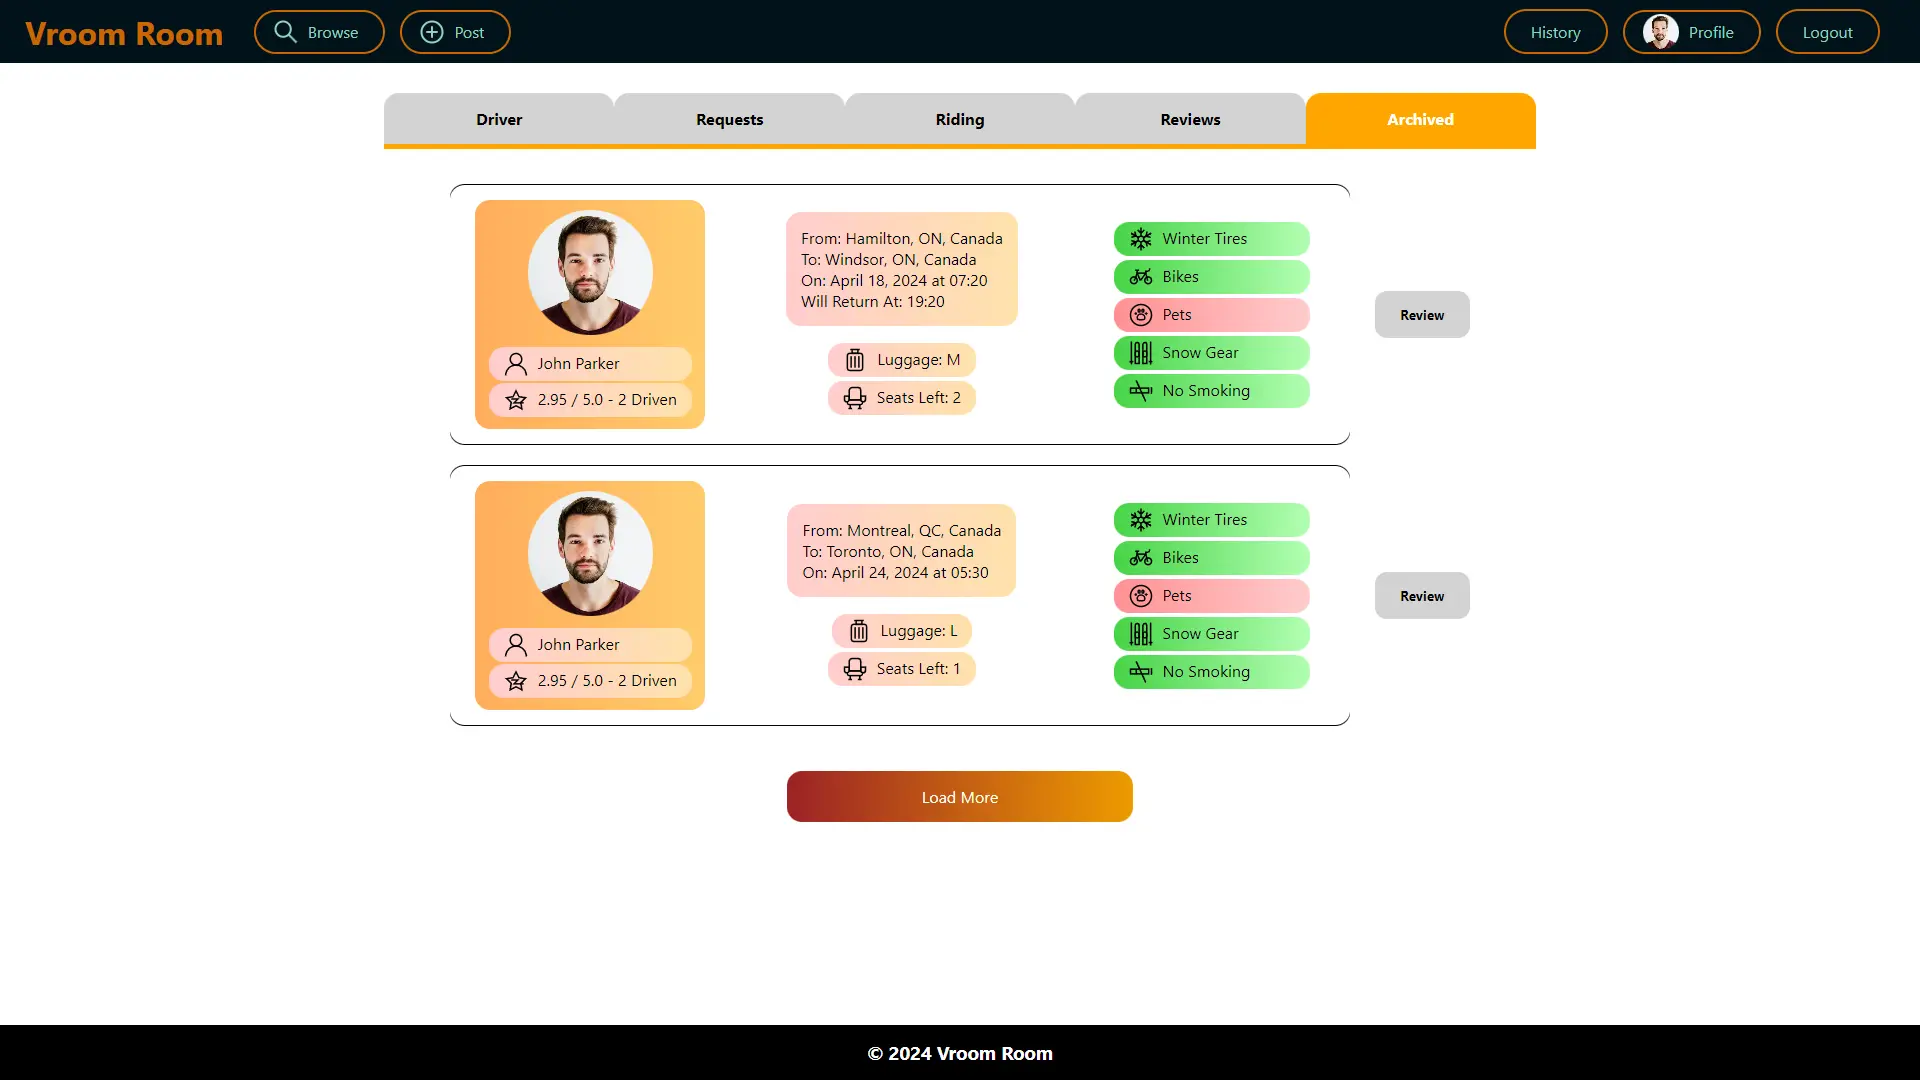 Vroom Room
Browse
Post
History
Profile
Logout
Driver
Requests
Riding
Reviews
Archived
John Parker
2.95 / 5.0 - 2 Driven
From: Hamilton, ON, Canada
To: Windsor, ON, Canada
On: April 18, 2024 at 07:20
Will Return At: 19:20
Luggage: M
Seats Left: 2
Winter Tires
Bikes
Pets
Snow Gear
No Smoking
Review
John Parker
2.95 / 5.0 - 2 Driven
From: Montreal, QC, Canada
To: Toronto, ON, Canada
On: April 24, 2024 at 05:30
Luggage: L
Seats Left: 1
Winter Tires
Bikes
Pets
Snow Gear
No Smoking
Review
Load More
© 2024 Vroom Room